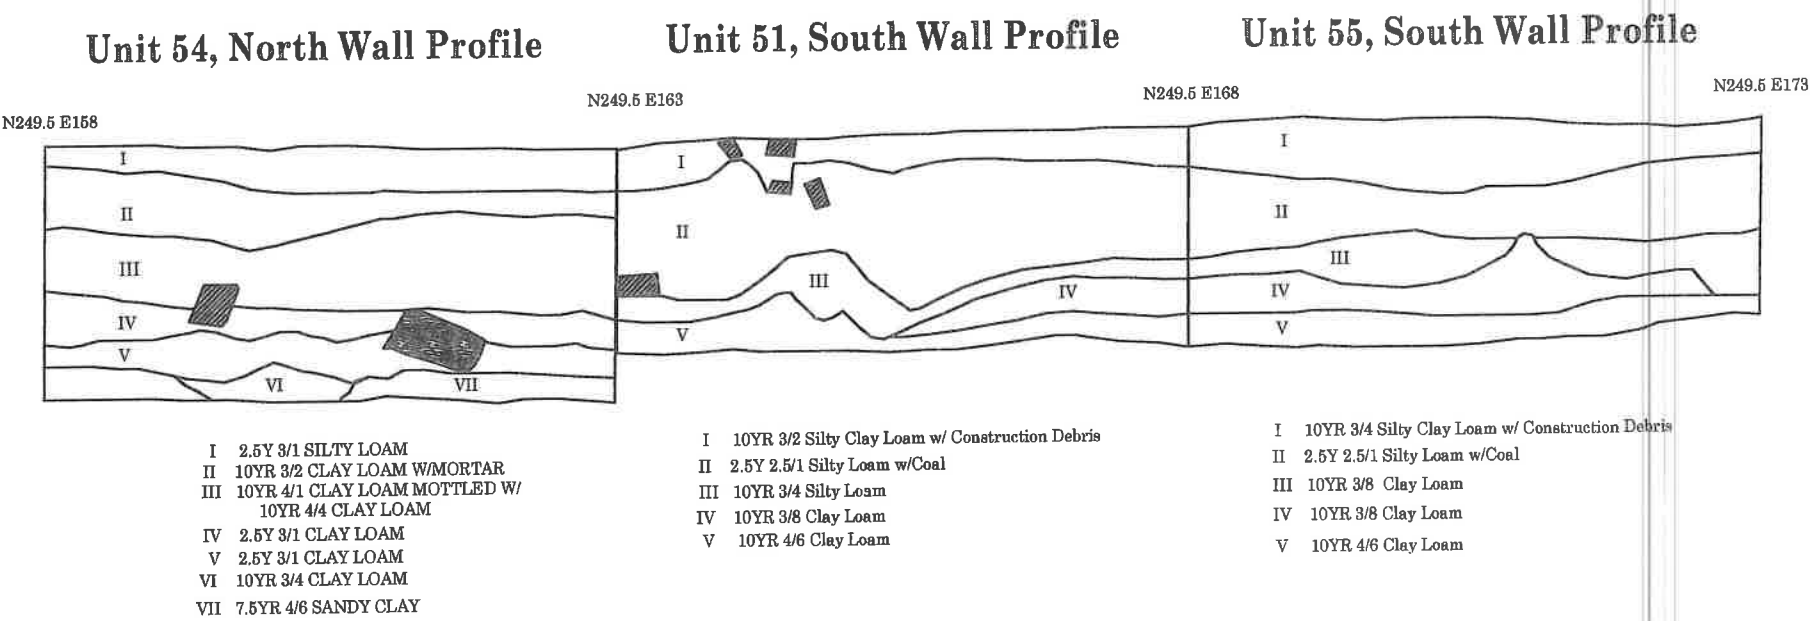 Unit 54, North Wall Profile
Unit 51, South Wall Profile
Unit 55, South Wall Profile
N249.5 E158
N249.5 E163
N249.5 E168
N249.5 E173
I
II
III
IV
V
VI
VII
I
II
III
IV
V
I
II
III
IV
V
I 2.5Y 3/1 SILTY LOAM
II 10YR 3/2 CLAY LOAM W/MORTAR
III 10YR 4/1 CLAY LOAM MOTTLED W/
10YR 4/4 CLAY LOAM
IV 2.5Y 3/1 CLAY LOAM
V 2.5Y 3/1 CLAY LOAM
VI 10YR 3/4 CLAY LOAM
VII 7.5YR 4/6 SANDY CLAY
I 10YR 3/2 Silty Clay Loam w/ Construction Debris
II 2.5Y 2.5/1 Silty Loam w/Coal
III 10YR 3/4 Silty Loam
IV 10YR 3/8 Clay Loam
V 10YR 4/6 Clay Loam
I 10YR 3/4 Silty Clay Loam w/ Construction Debris
II 2.5Y 2.5/1 Silty Loam w/Coal
III 10YR 3/8 Clay Loam
IV 10YR 3/8 Clay Loam
V 10YR 4/6 Clay Loam